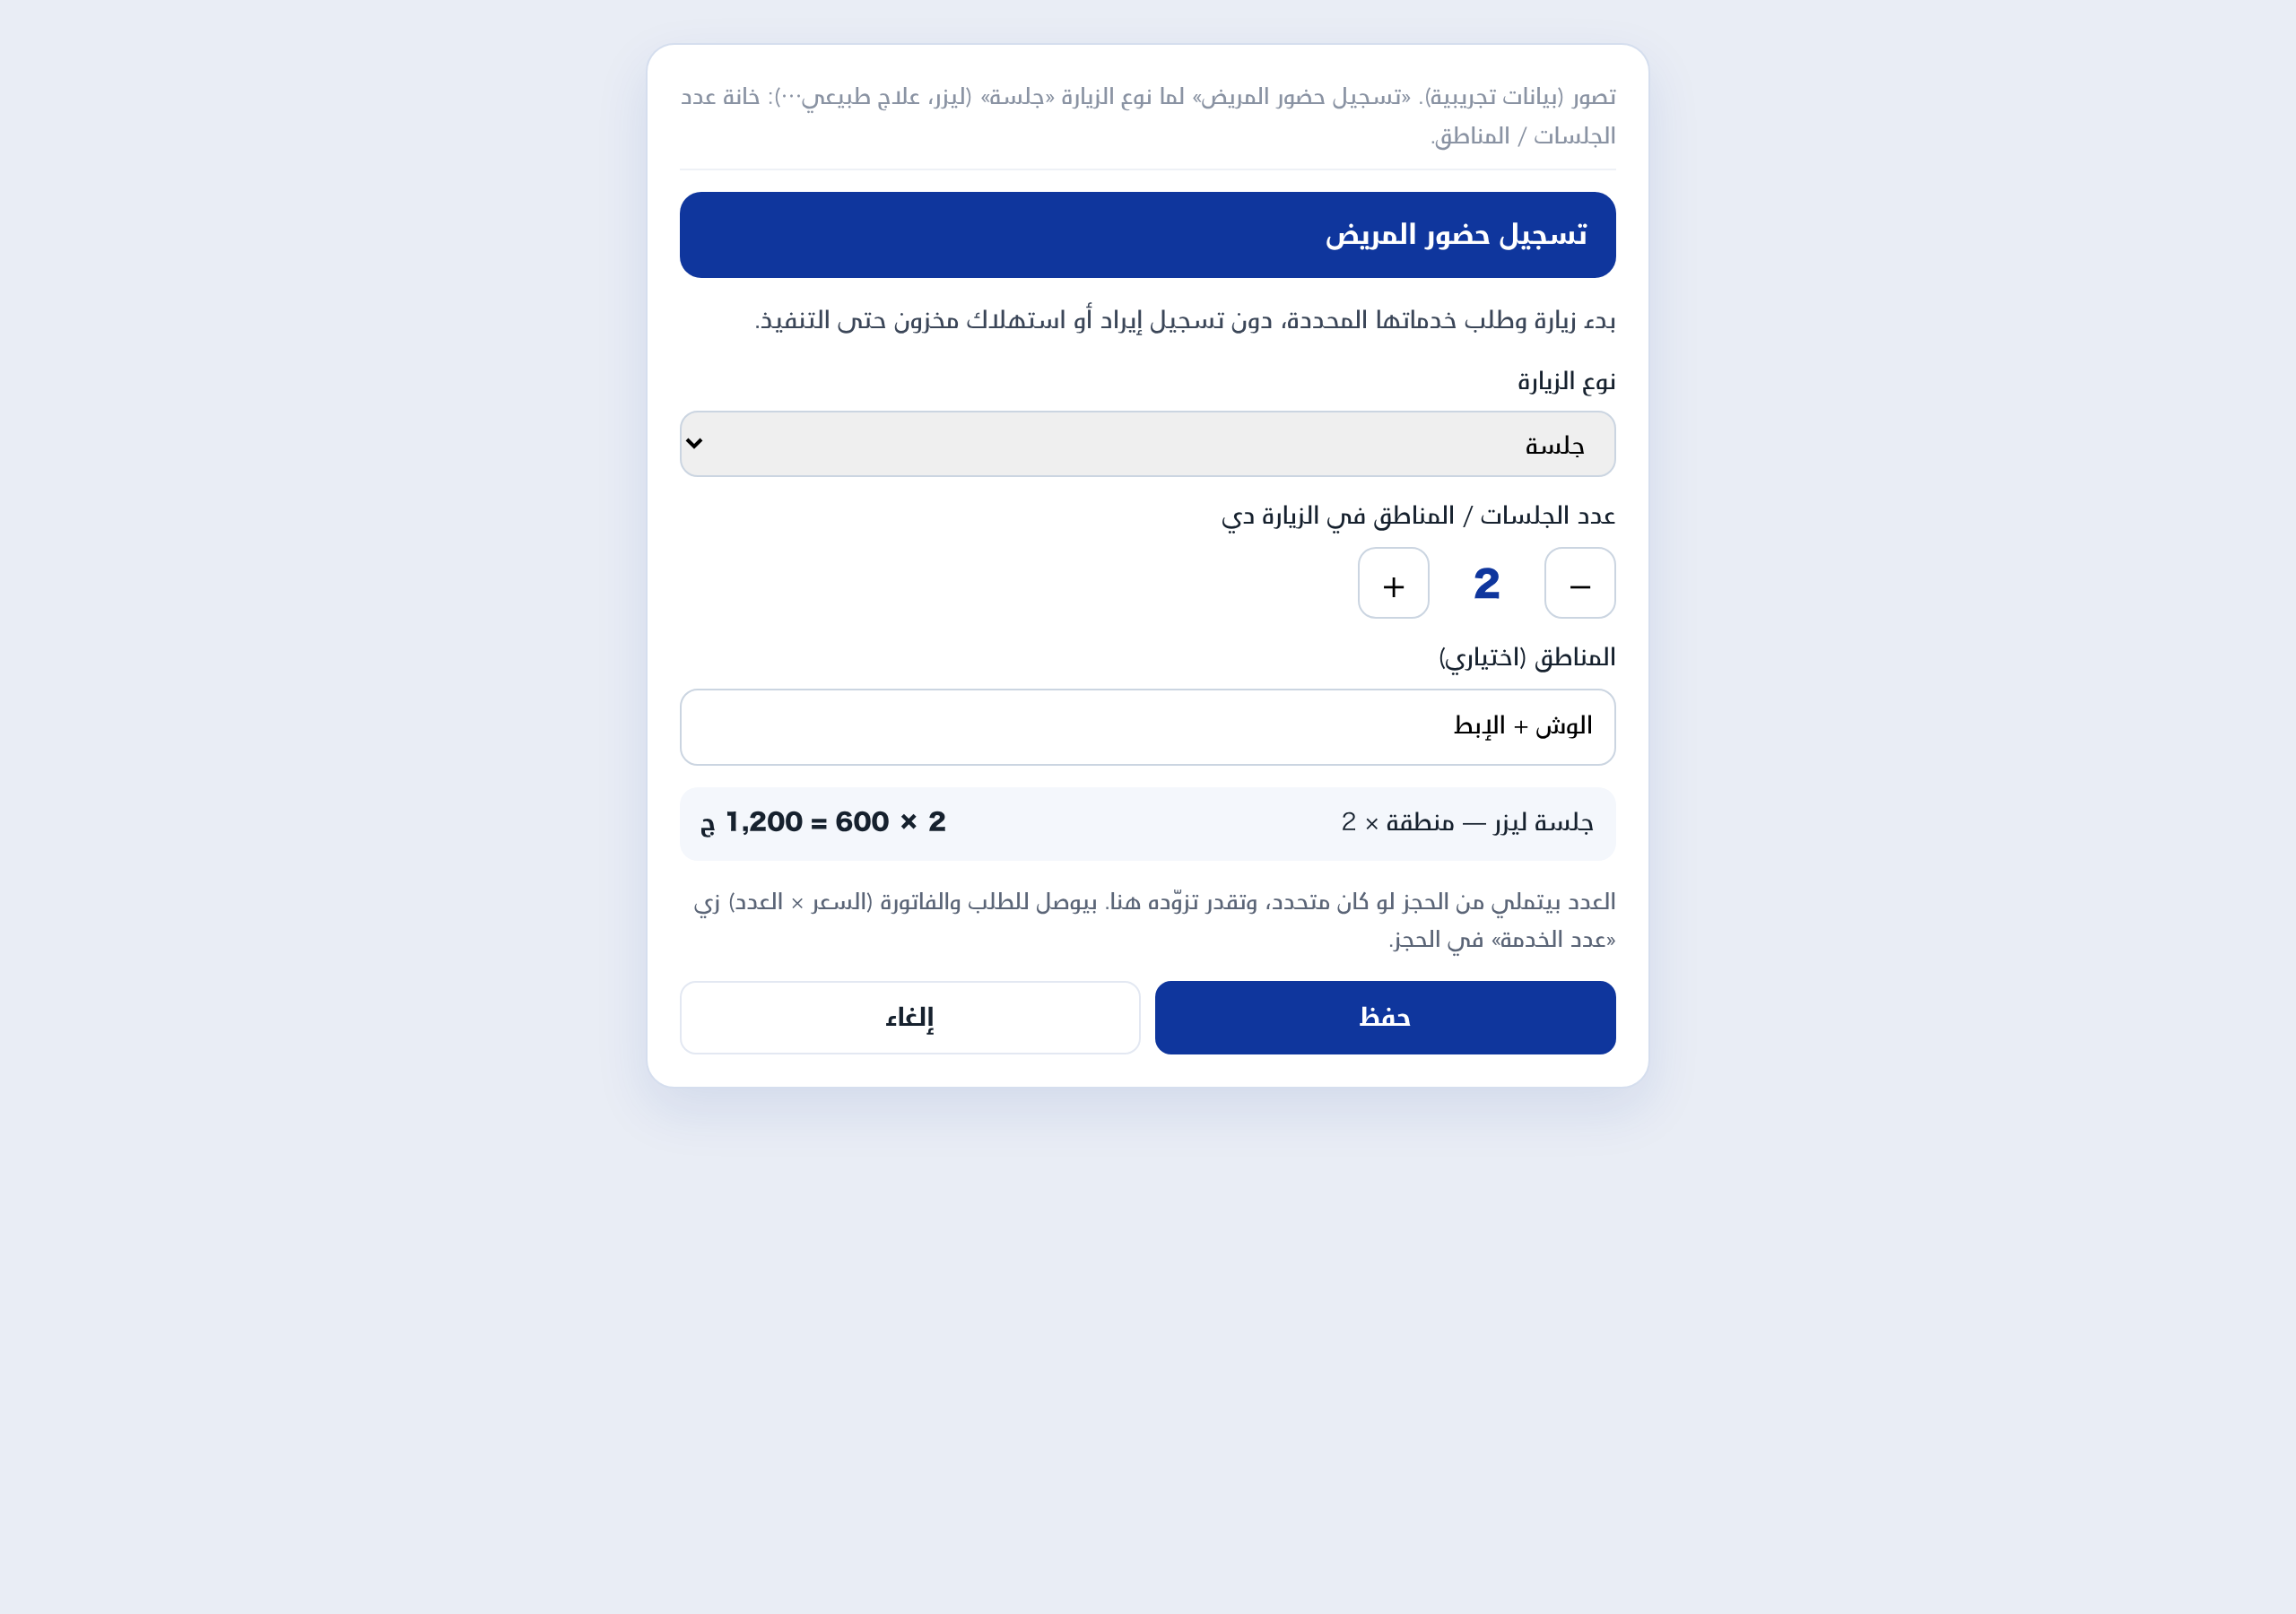 تصور (بيانات تجريبية). «تسجيل حضور المريض» لما نوع الزيارة «جلسة» (ليزر، علاج طبيعي…): خانة عدد
الجلسات / المناطق.
تسجيل حضور المريض
بدء زيارة وطلب خدماتها المحددة، دون تسجيل إيراد أو استهلاك مخزون حتى التنفيذ.
نوع الزيارة
جلسة
عدد الجلسات / المناطق في الزيارة دي
− 2 +
المناطق (اختياري)
الوش + الإبط
جلسة ليزر — منطقة × 2
2 × 600 = 1,200 ج
العدد بيتملي من الحجز لو كان متحدد، وتقدر تزوّده هنا. بيوصل للطلب والفاتورة (السعر × العدد) زي
«عدد الخدمة» في الحجز.
حفظ
إلغاء